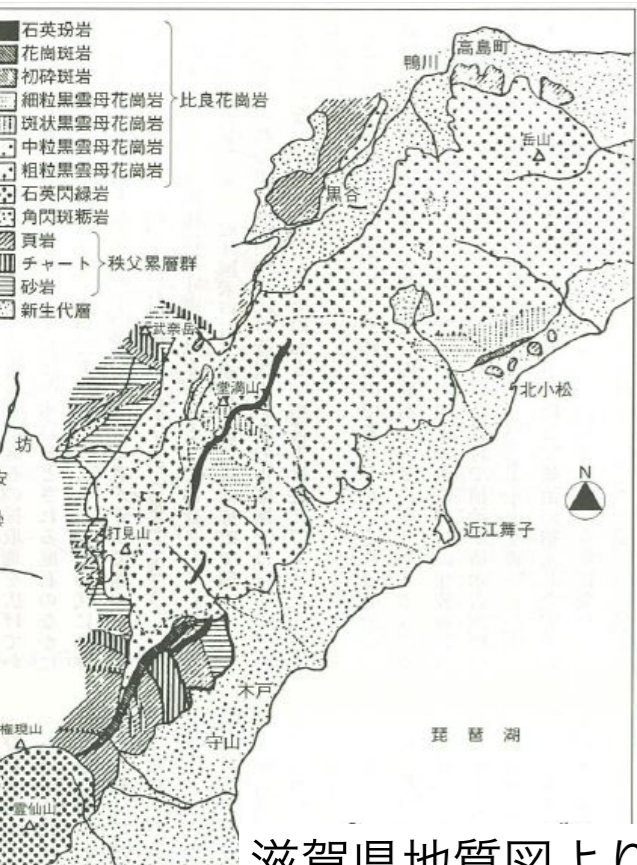 石英玢岩
花崗斑岩
初砕斑岩
細粒黒雲母花崗岩
斑状黒雲母花崗岩
中粒黒雲母花崗岩
粗粒黒雲母花崗岩
比良花崗岩
石英閃緑岩
角閃斑糲岩
頁岩
チャート
砂岩
秩父累層群
新生代層
高島町
鴨川
岳山
黒谷
武奈岳
堂満山
北小松
坊
安
N
打見山
近江舞子
木戸
権現山
守山
琵琶湖
霊仙山
滋賀県地質図より